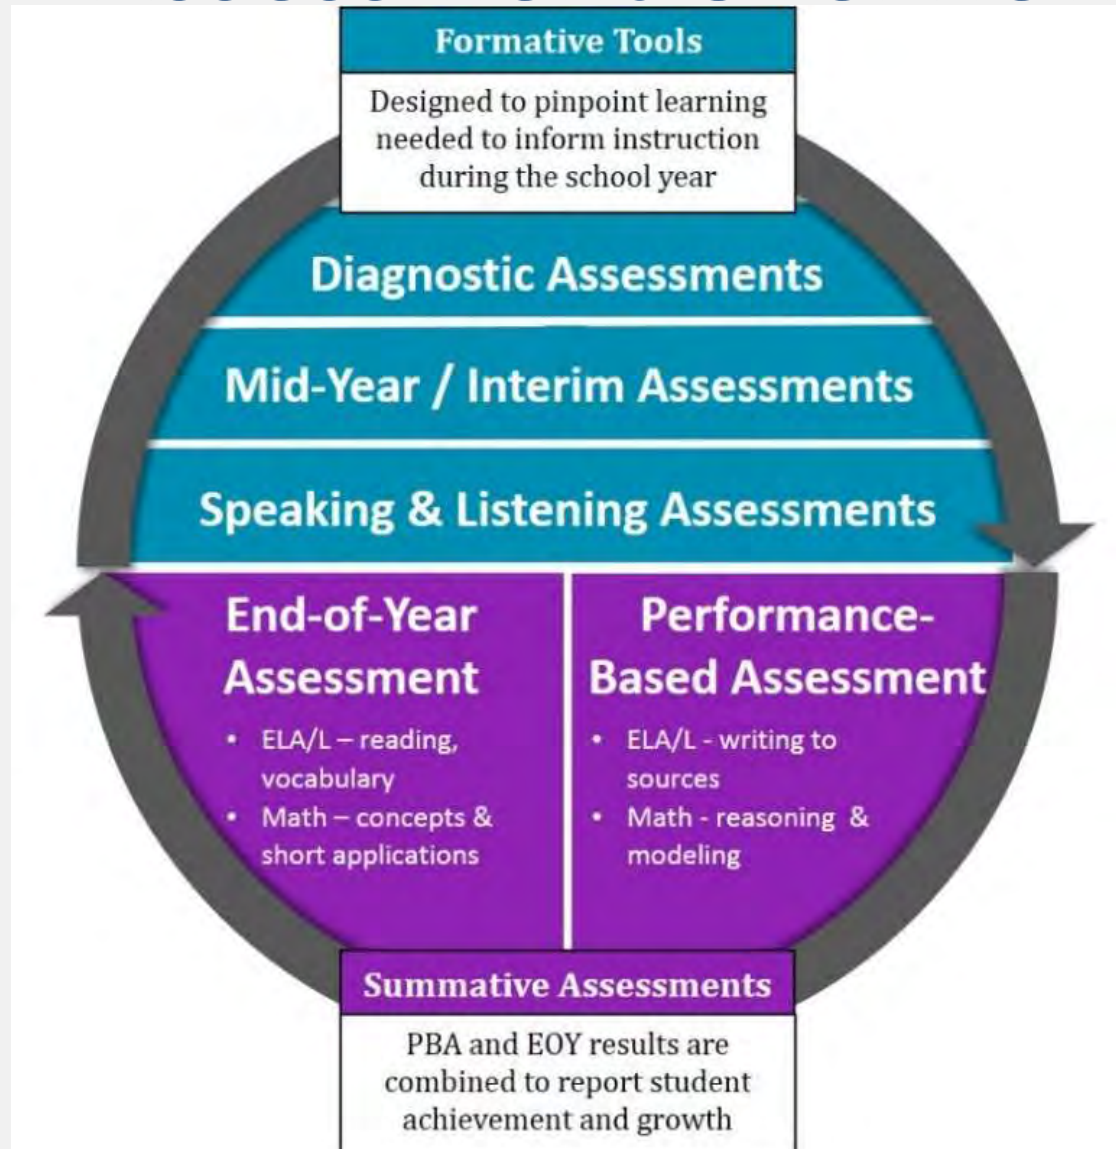 Formative Tools
Designed to pinpoint learning
needed to inform instruction
during the school year
Diagnostic Assessments
Mid-Year / Interim Assessments
Speaking & Listening Assessments
End-of-Year
Assessment
• ELA/L – reading,
vocabulary
• Math – concepts &
short applications
Performance-
Based Assessment
• ELA/L - writing to
sources
• Math - reasoning &
modeling
Summative Assessments
PBA and EOY results are
combined to report student
achievement and growth